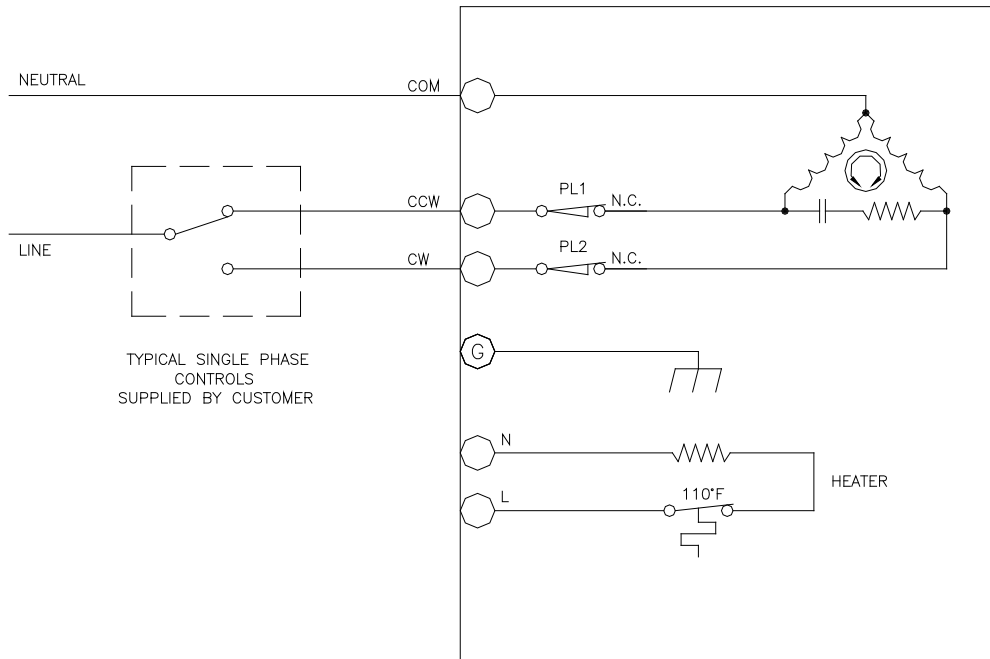 NEUTRAL
COM
PL1
CCW
N.C.
LINE
PL2
CW
N.C.
TYPICAL SINGLE PHASE
CONTROLS
SUPPLIED BY CUSTOMER
G
N
HEATER
L
110°F